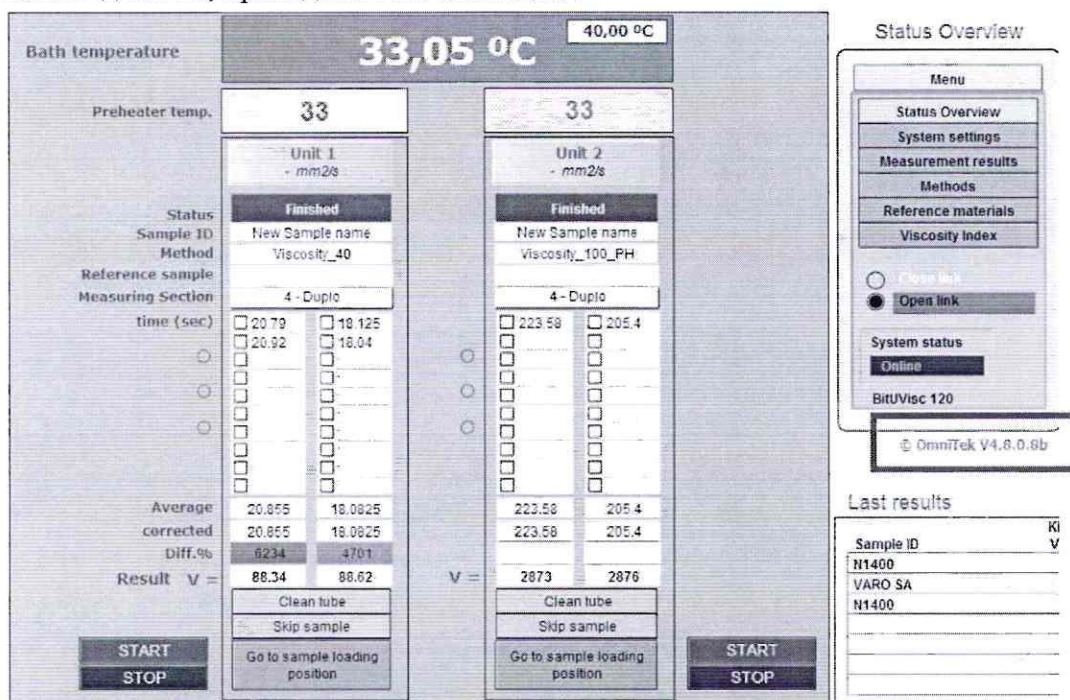 Bath temperature
33,05 ºC
40,00 ºC
Preheater temp.
33
33
Unit 1
- mm2/s
Unit 2
- mm2/s
Status
Finished
Finished
Sample ID
New Sample name
New Sample name
Method
Viscosity_40
Viscosity_100_PH
Reference sample
Measuring Section
4 - Duplo
4 - Duplo
time (sec)
20.79 18.125
20.92 18.04
223.58 205.4
Average
20.855 18.0825
223.58 205.4
corrected
20.855 18.0825
223.58 205.4
Diff.%
6234 4701
Result V =
88.34 88.62
V =
2873 2876
Clean tube
Clean tube
Skip sample
Skip sample
Go to sample loading
position
Go to sample loading
position
START
STOP
START
STOP
Status Overview
Menu
Status Overview
System settings
Measurement results
Methods
Reference materials
Viscosity Index
Close link
Open link
System status
Online
BitUVisc 120
© OmniTek V4.8.0.8b
Last results
Sample ID
N1400
VARO SA
N1400